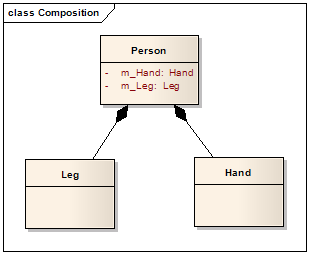 class Composition
Person
- m_Hand: Hand
- m_Leg: Leg
Leg
Hand